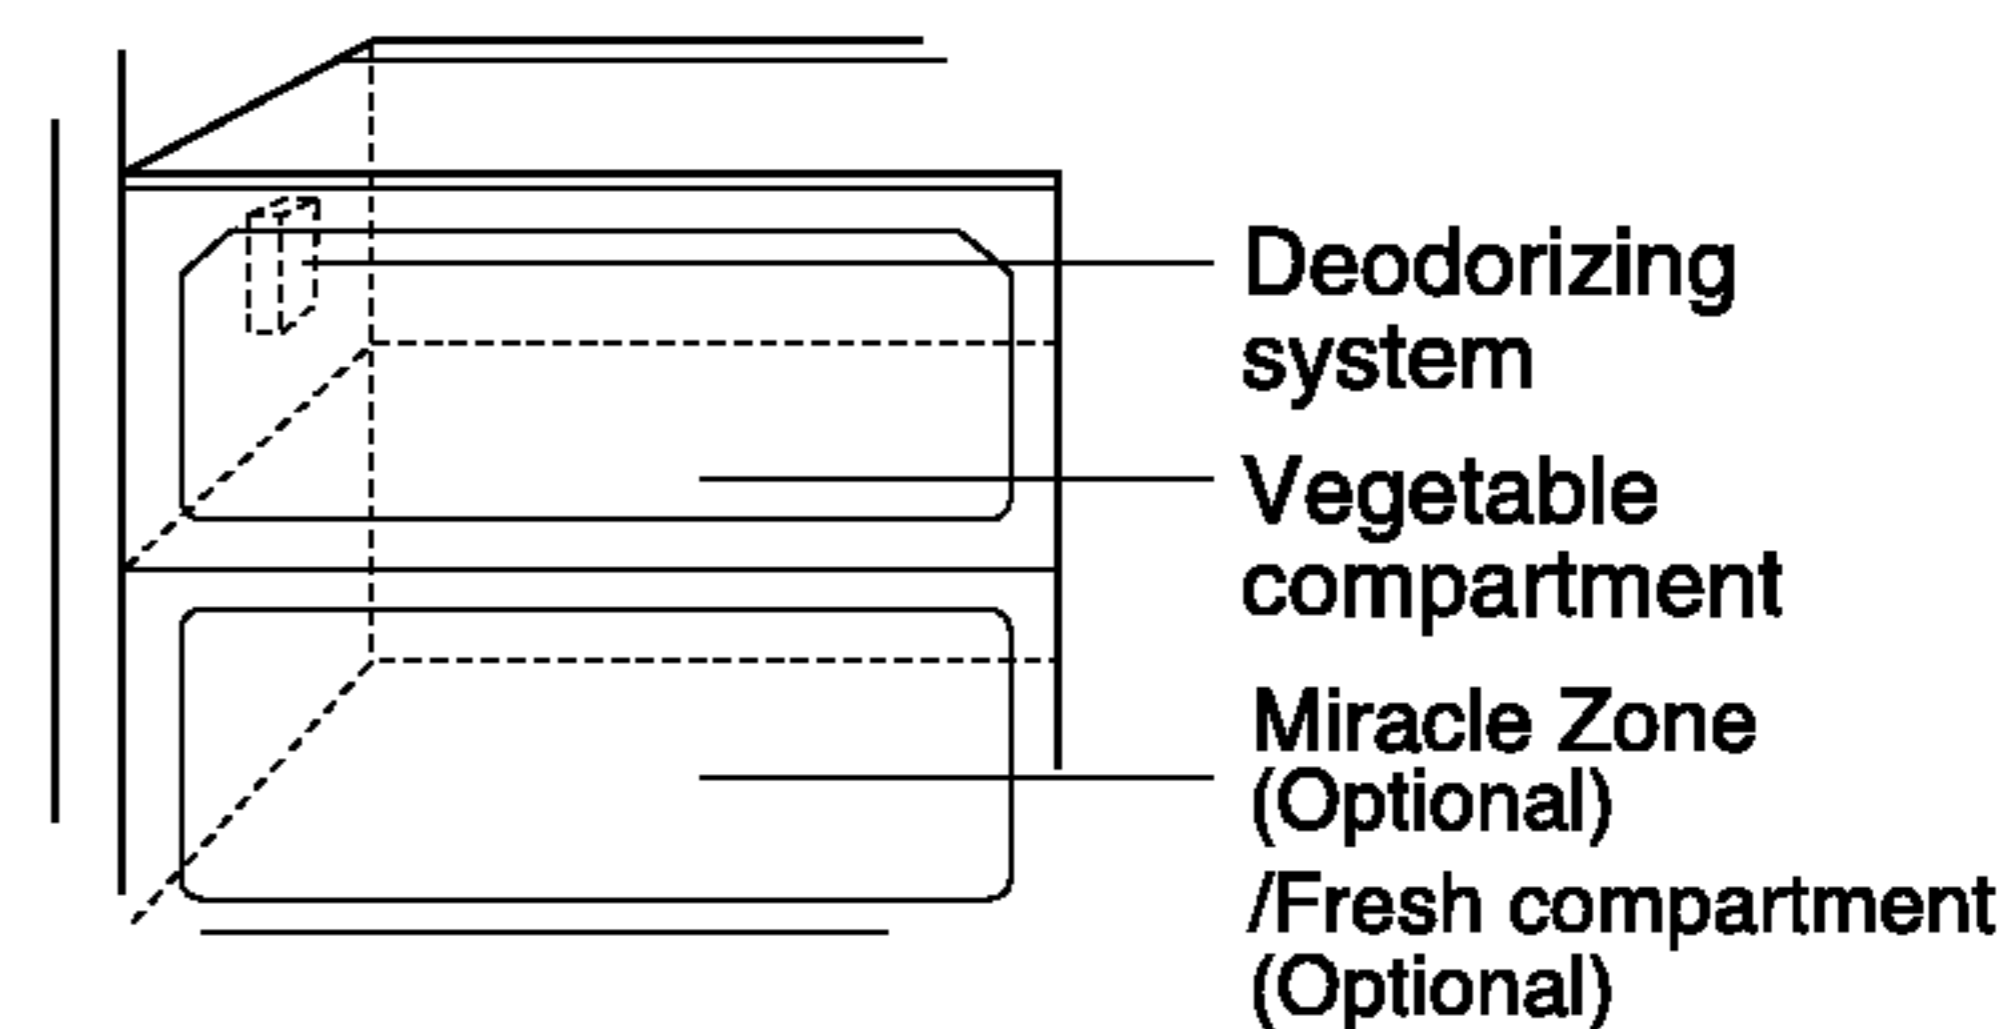 Deodorizing
system
Vegetable
compartment
Miracle Zone
(Optional)
/Fresh compartment
(Optional)